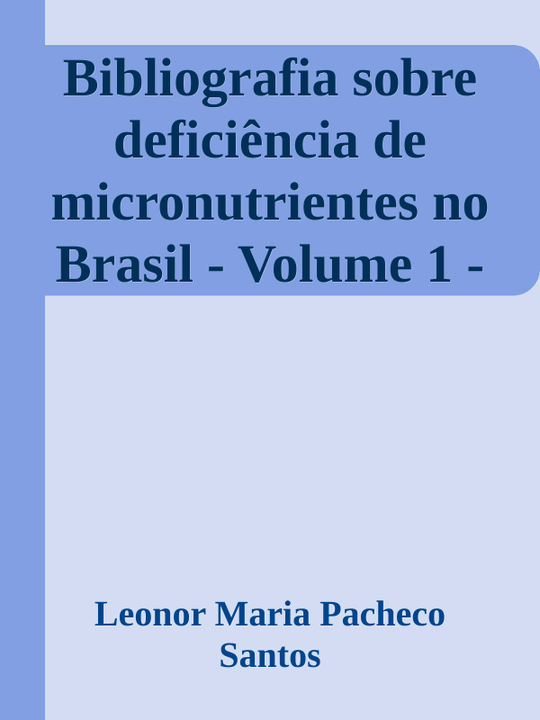 Bibliografia sobre
deficiência de
micronutrientes no
Brasil - Volume 1 -
Leonor Maria Pacheco
Santos